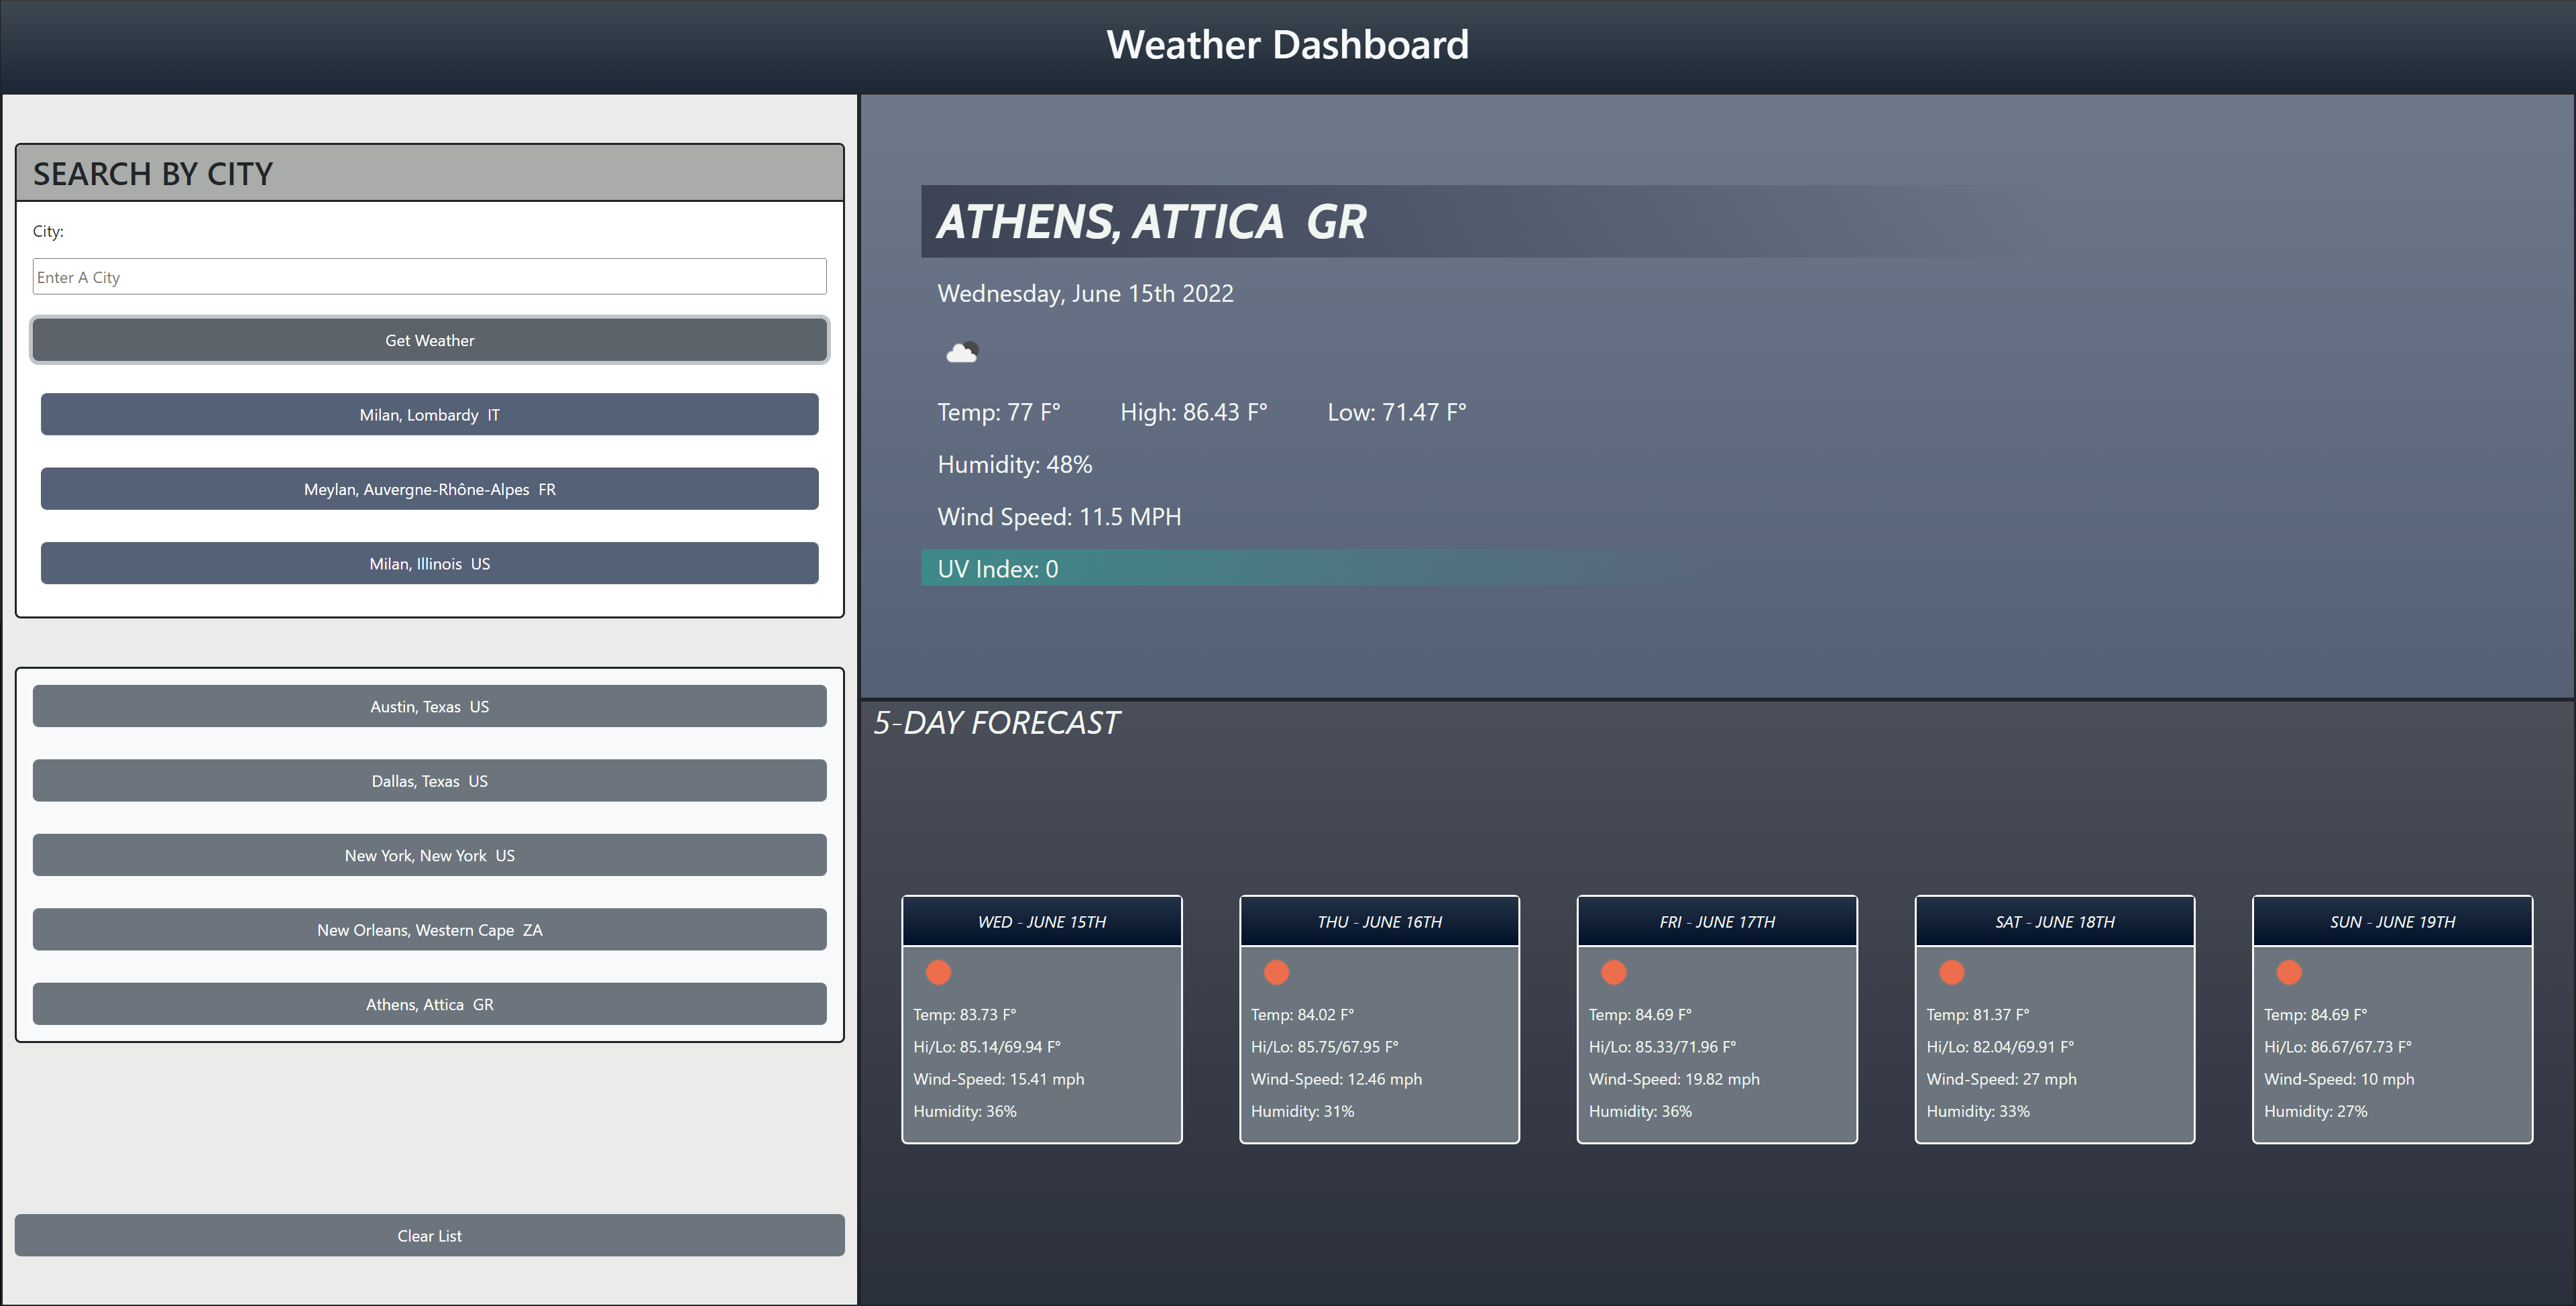 Weather Dashboard
SEARCH BY CITY
City:
Enter A City
Get Weather
Milan, Lombardy IT
Meylan, Auvergne-Rhône-Alpes FR
Milan, Illinois US
Austin, Texas US
Dallas, Texas US
New York, New York US
New Orleans, Western Cape ZA
Athens, Attica GR
Clear List
ATHENS, ATTICA GR
Wednesday, June 15th 2022
Temp: 77 F° High: 86.43 F° Low: 71.47 F°
Humidity: 48%
Wind Speed: 11.5 MPH
UV Index: 0
5-DAY FORECAST
WED - JUNE 15TH
Temp: 83.73 F°
Hi/Lo: 85.14/69.94 F°
Wind-Speed: 15.41 mph
Humidity: 36%
THU - JUNE 16TH
Temp: 84.02 F°
Hi/Lo: 85.75/67.95 F°
Wind-Speed: 12.46 mph
Humidity: 31%
FRI - JUNE 17TH
Temp: 84.69 F°
Hi/Lo: 85.33/71.96 F°
Wind-Speed: 19.82 mph
Humidity: 36%
SAT - JUNE 18TH
Temp: 81.37 F°
Hi/Lo: 82.04/69.91 F°
Wind-Speed: 27 mph
Humidity: 33%
SUN - JUNE 19TH
Temp: 84.69 F°
Hi/Lo: 86.67/67.73 F°
Wind-Speed: 10 mph
Humidity: 27%